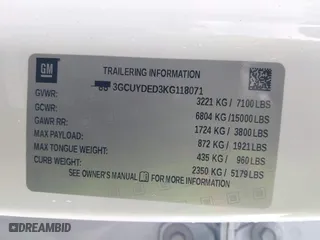 GM
TRAILERING INFORMATION
3GCUYDED3KG118071
GVWR: 3221 KG / 7100 LBS
GCWR: 6804 KG / 15000 LBS
GAWR RR: 1724 KG / 3800 LBS
MAX PAYLOAD: 872 KG / 1921 LBS
MAX TONGUE WEIGHT: 435 KG / 960 LBS
CURB WEIGHT: 2350 KG / 5179 LBS
SEE OWNER'S MANUAL FOR MORE INFORMATION
DREAMBID